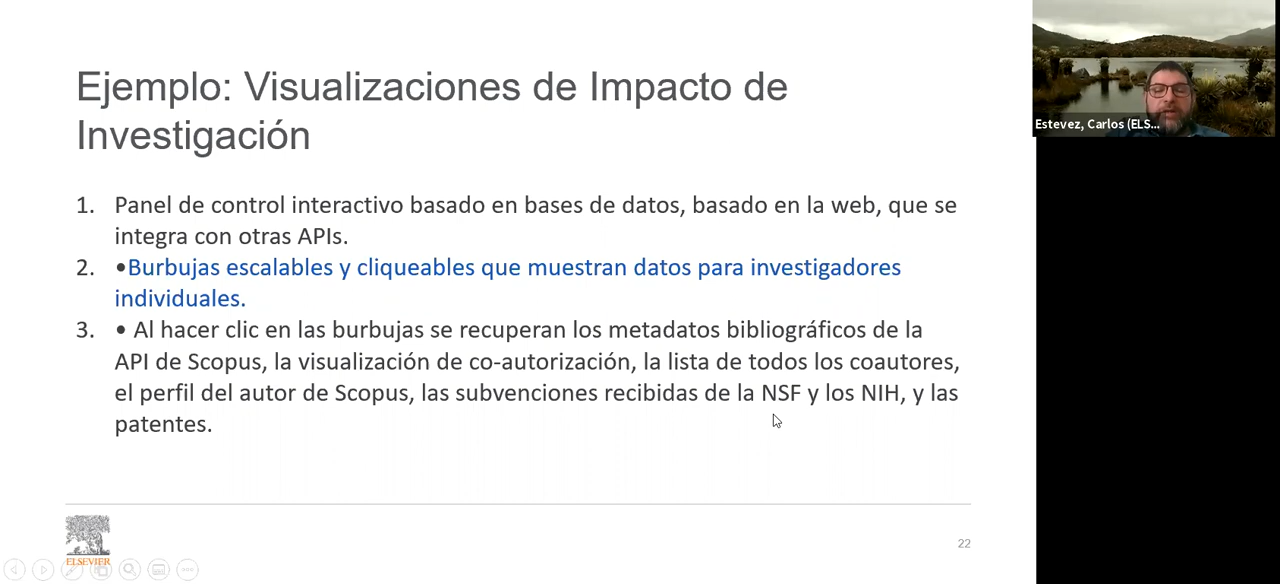 Ejemplo: Visualizaciones de Impacto de
Investigación
1. Panel de control interactivo basado en bases de datos, basado en la web, que se
integra con otras APIs.
2. •Burbujas escalables y cliqueables que muestran datos para investigadores
individuales.
3. • Al hacer clic en las burbujas se recuperan los metadatos bibliográficos de la
API de Scopus, la visualización de co-autorización, la lista de todos los coautores,
el perfil del autor de Scopus, las subvenciones recibidas de la NSF y los NIH, y las
patentes.
ELSEVIER
22
Estevez, Carlos (ELS...